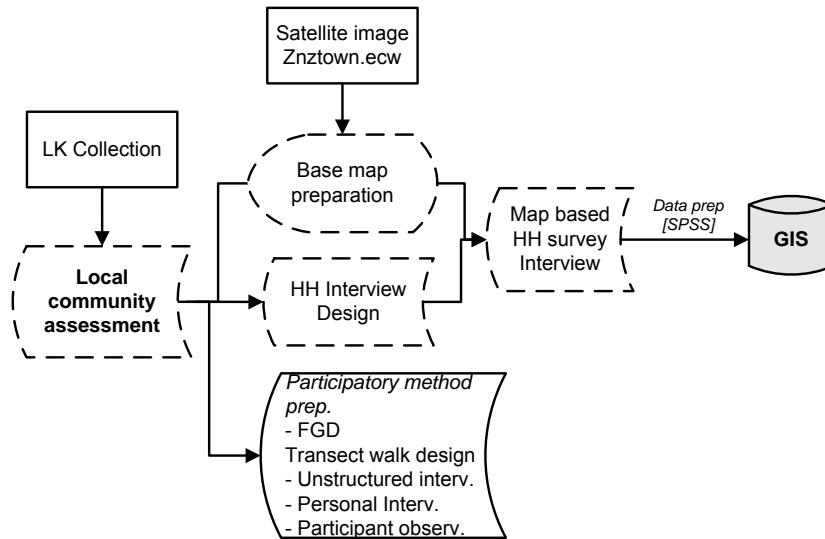 Satellite image
Znztown.ecw
LK Collection
Base map
preparation
Local
community
assessment
HH Interview
Design
Map based
HH survey
Interview
Data prep
[SPSS]
GIS
Participatory method
prep.
- FGD
Transect walk design
- Unstructured interv.
- Personal Interv.
- Participant observ.